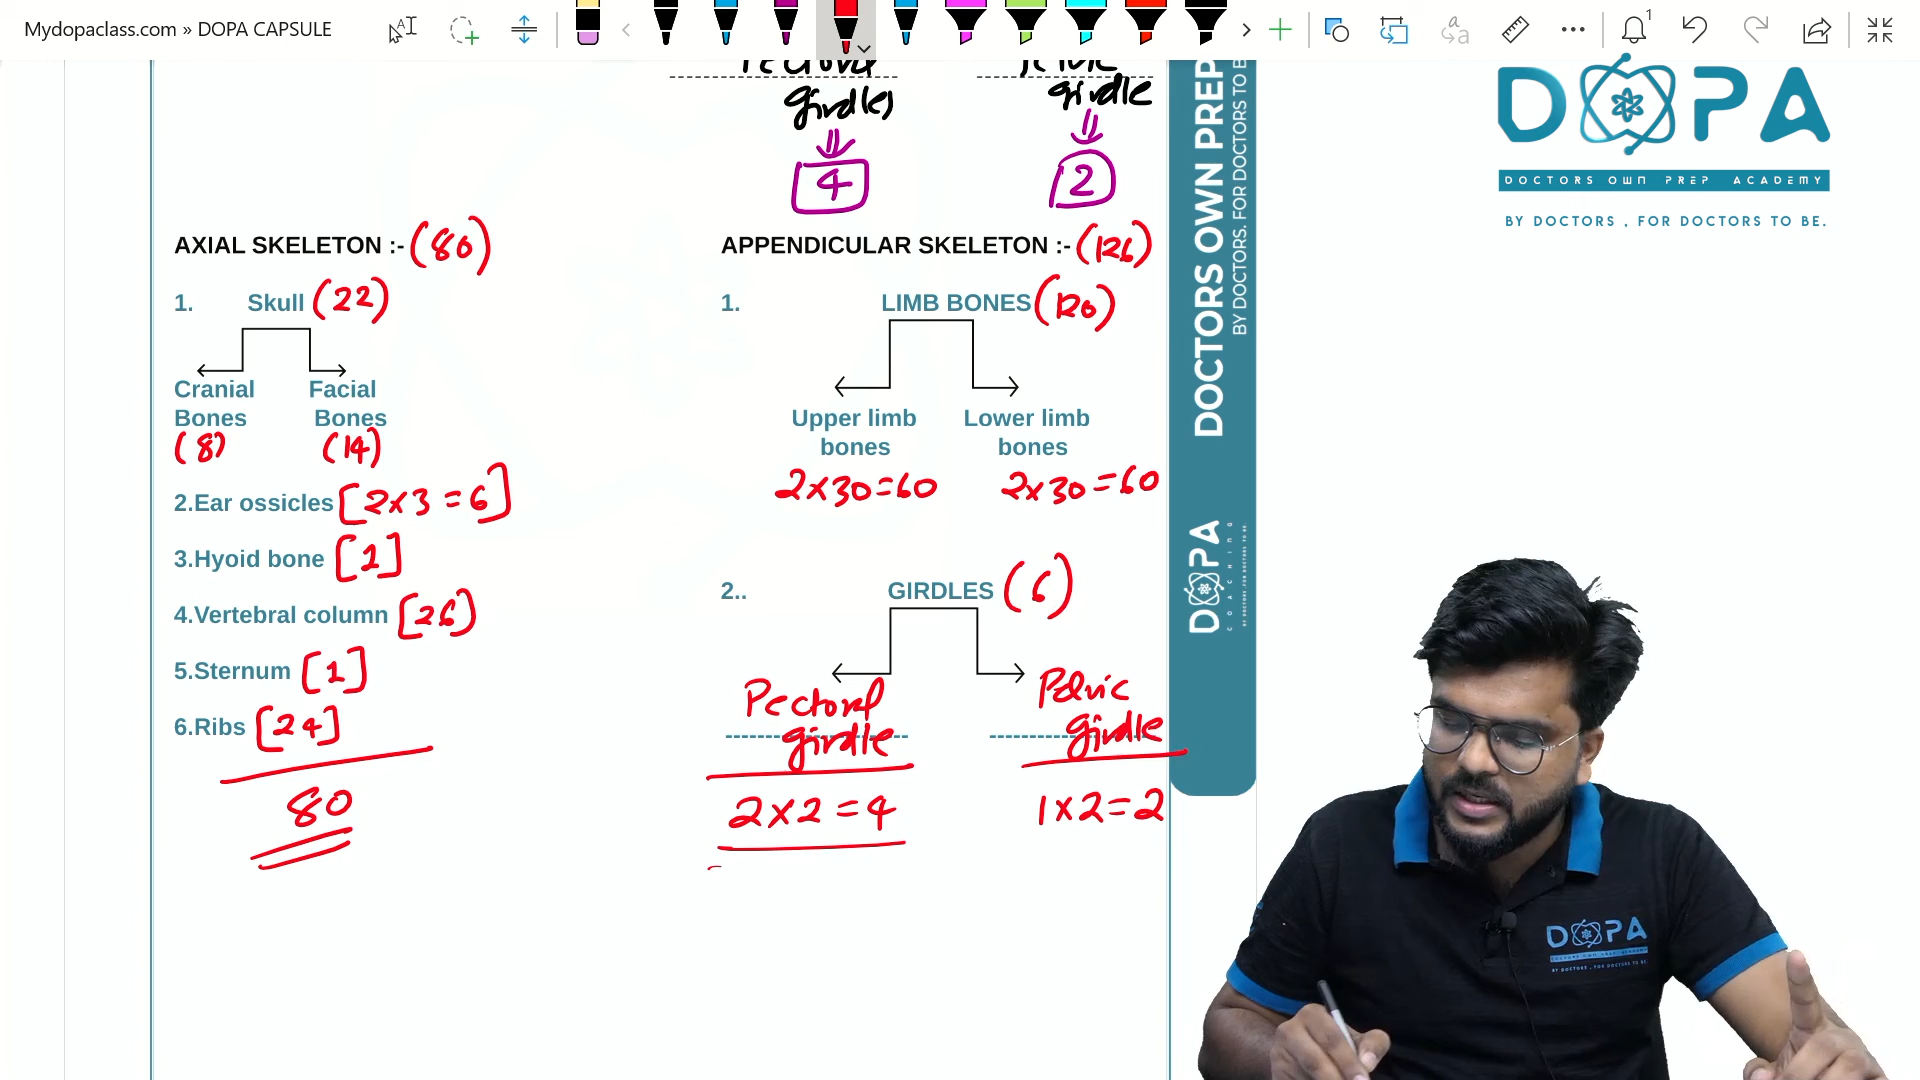 Mydopaclass.com » DOPA CAPSULE
Pectoral
girdles
4
Pelvic
girdle
2
AXIAL SKELETON :- (80)
1. Skull (22)
Cranial Bones (8)
Facial Bones (14)
2.Ear ossicles [2x3 = 6]
3.Hyoid bone [1]
4.Vertebral column [26)
5.Sternum [1]
6.Ribs [24]
80
APPENDICULAR SKELETON :- (126)
1. LIMB BONES (120)
Upper limb bones
2x30=60
Lower limb bones
2x30=60
2.. GIRDLES (6)
Pectoral
girdle
2x2=4
Pelvic
girdle
1x2=2
DOCTORS OWN PREP
BY DOCTORS. FOR DOCTORS TO BE
DOPA
COACHING
DOPA
DOCTORS OWN PREP ACADEMY
BY DOCTORS , FOR DOCTORS TO BE.
DOPA